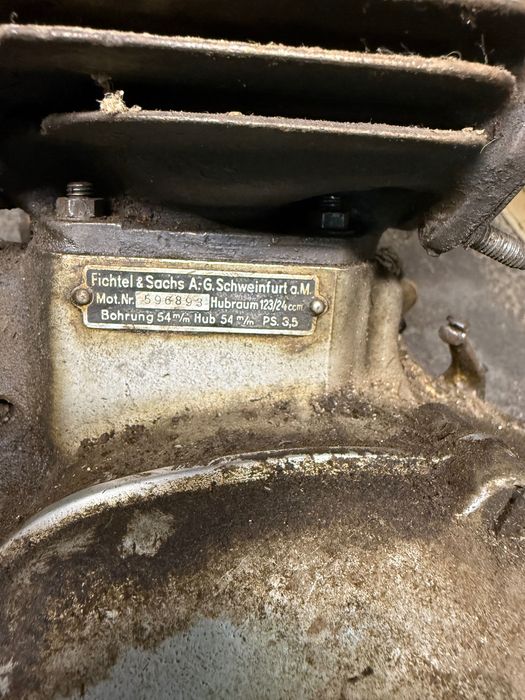 Fichtel & Sachs A.-G. Schweinfurt a.M.
Mot. Nr. 596893 Hubraum 123/24 ccm
Bohrung 54 m/m Hub 54 m/m PS. 3,5